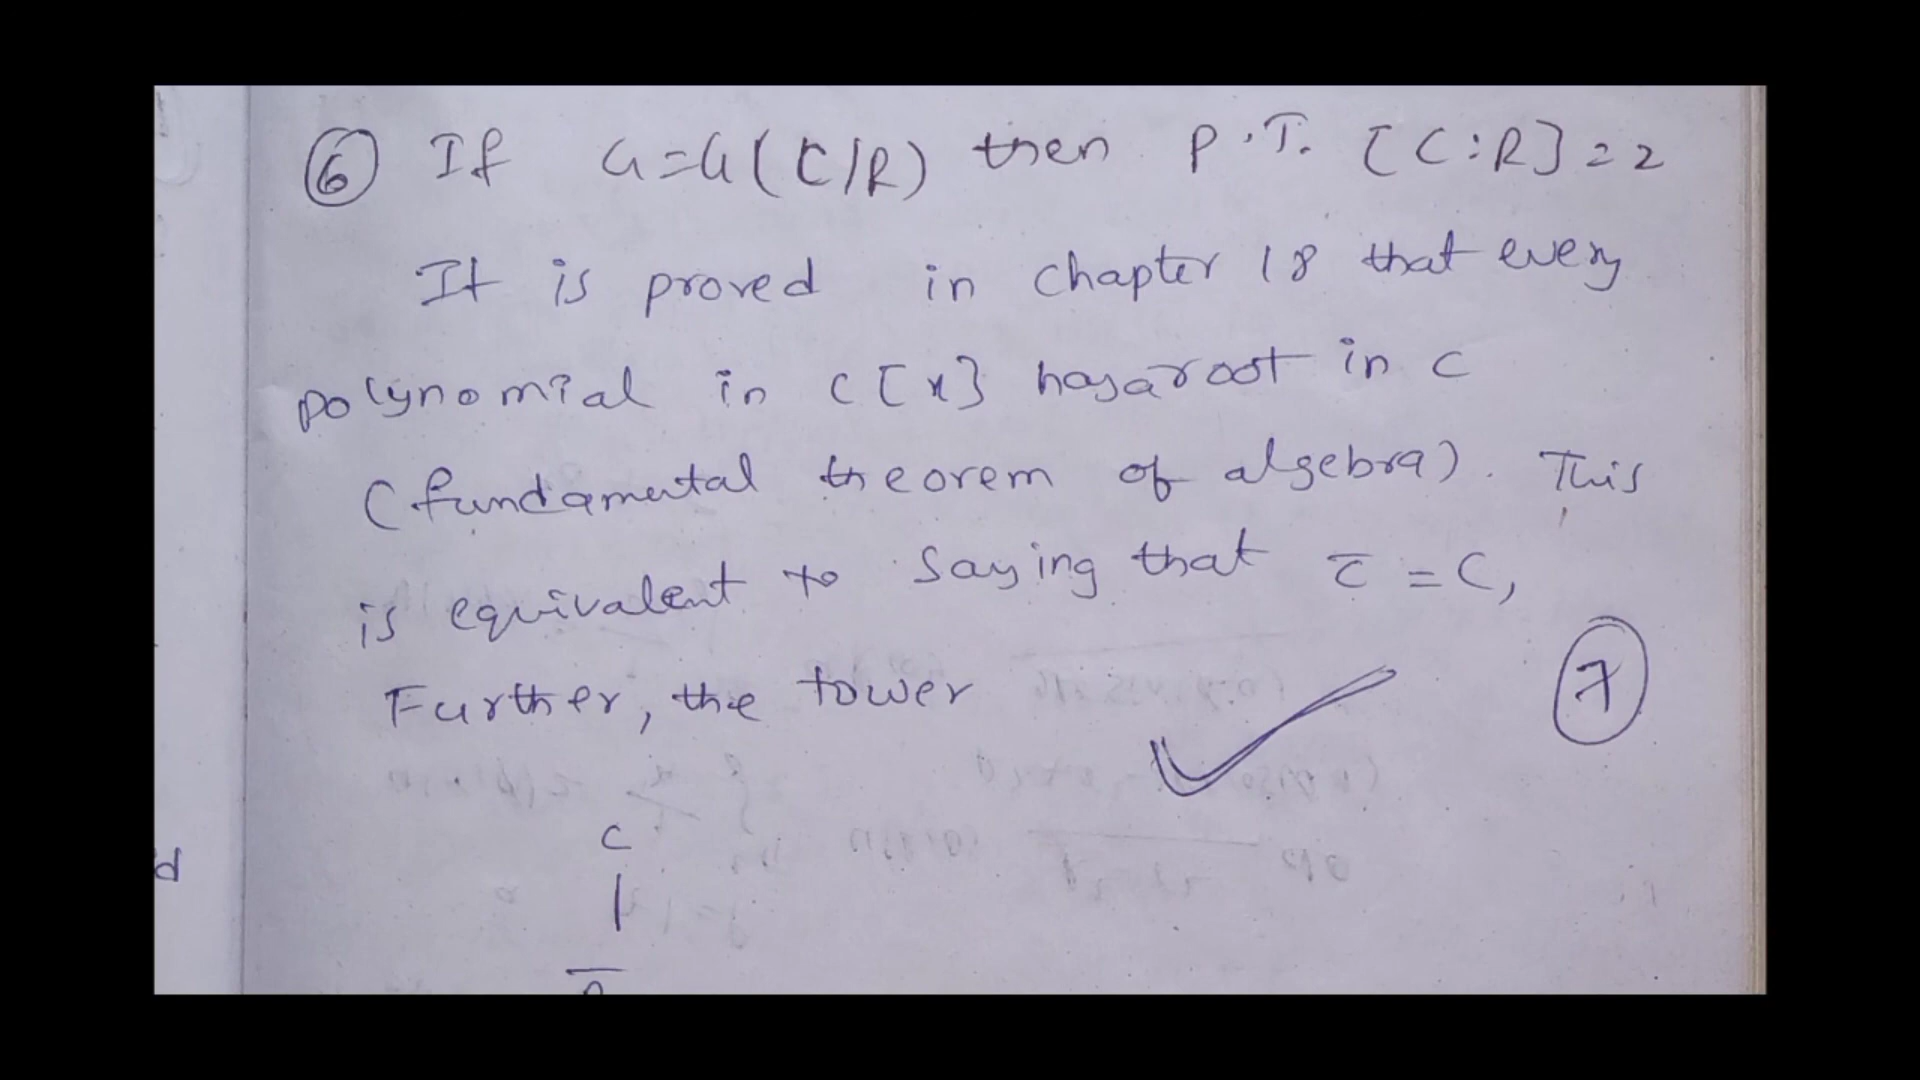 ⑥ If G=G(C/R) then P.T. [C:R]=2
It is proved in chapter 18 that every
polynomial in C[x] has a root in C
(fundamental theorem of algebra). This
is equivalent to saying that C̄ = C,
Further, the tower
⑦
C
|
d